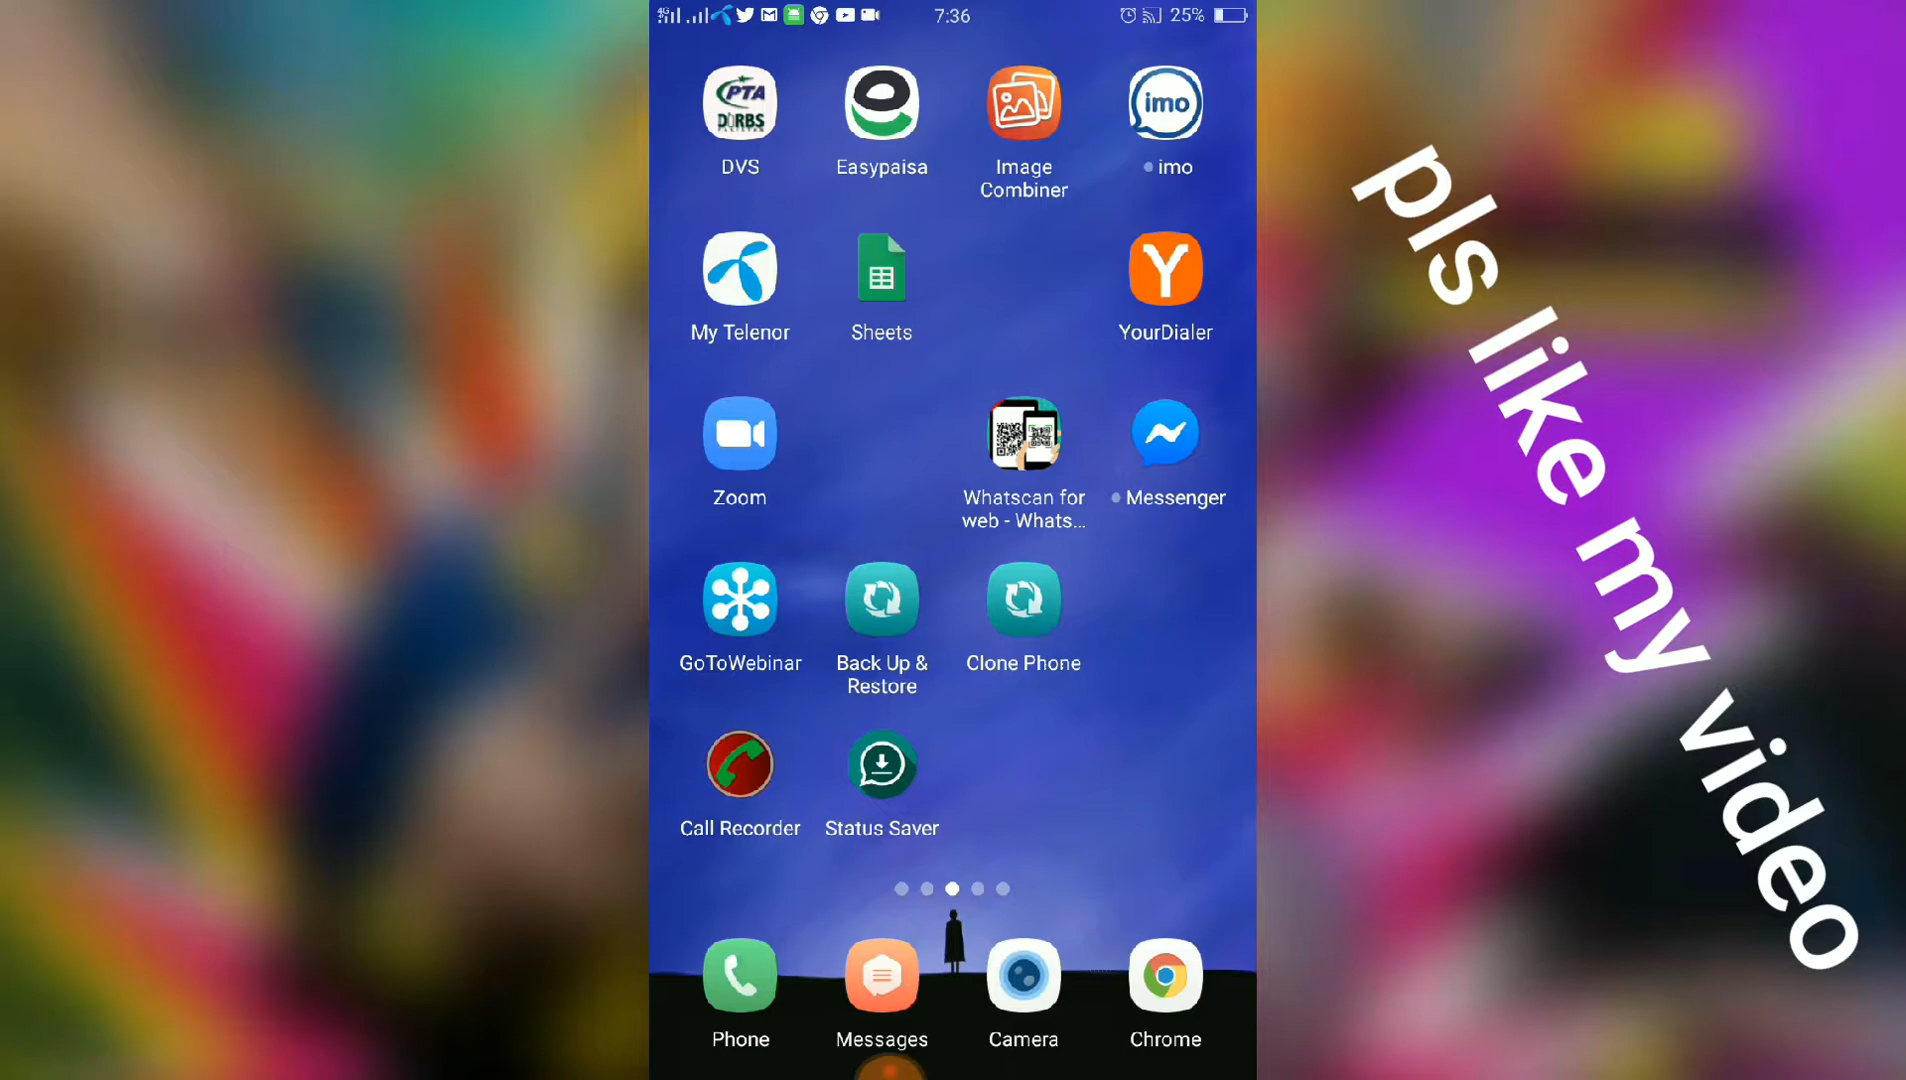 7:36
25%
PTA
DIRBS
PAKISTAN
imo
DVS
Easypaisa
Image
Combiner
imo
Y
My Telenor
Sheets
YourDialer
Zoom
Whatscan for
web - Whats...
Messenger
GoToWebinar
Back Up &
Restore
Clone Phone
Call Recorder
Status Saver
Phone
Messages
Camera
Chrome
pls like my video